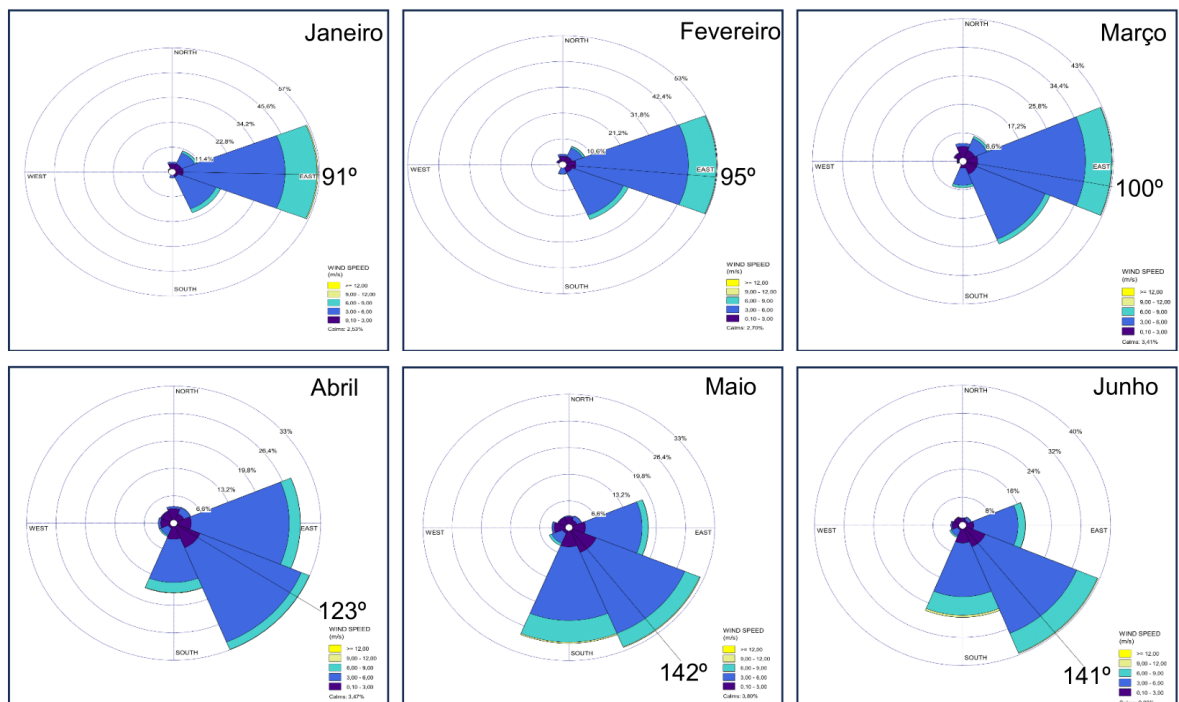 Janeiro
NORTH
57%
45,6%
34,2%
22,8%
11,4%
WEST
EAST
91º
SOUTH
WIND SPEED
(m/s)
>= 12,00
9,00 - 12,00
6,00 - 9,00
3,00 - 6,00
0,10 - 3,00
Calms: 2,53%
Fevereiro
NORTH
53%
42,4%
31,8%
21,2%
10,6%
WEST
EAST
95º
SOUTH
WIND SPEED
(m/s)
>= 12,00
9,00 - 12,00
6,00 - 9,00
3,00 - 6,00
0,10 - 3,00
Calms: 2,70%
Março
NORTH
43%
34,4%
25,8%
17,2%
8,6%
WEST
EAST
100º
SOUTH
WIND SPEED
(m/s)
>= 12,00
9,00 - 12,00
6,00 - 9,00
3,00 - 6,00
0,10 - 3,00
Calms: 3,41%
Abril
NORTH
33%
26,4%
19,8%
13,2%
6,6%
WEST
EAST
123º
SOUTH
WIND SPEED
(m/s)
>= 12,00
9,00 - 12,00
6,00 - 9,00
3,00 - 6,00
0,10 - 3,00
Calms: 3,47%
Maio
NORTH
33%
26,4%
19,8%
13,2%
6,6%
WEST
EAST
142º
SOUTH
WIND SPEED
(m/s)
>= 12,00
9,00 - 12,00
6,00 - 9,00
3,00 - 6,00
0,10 - 3,00
Calms: 3,80%
Junho
NORTH
40%
32%
24%
16%
8%
WEST
EAST
141º
SOUTH
WIND SPEED
(m/s)
>= 12,00
9,00 - 12,00
6,00 - 9,00
3,00 - 6,00
0,10 - 3,00